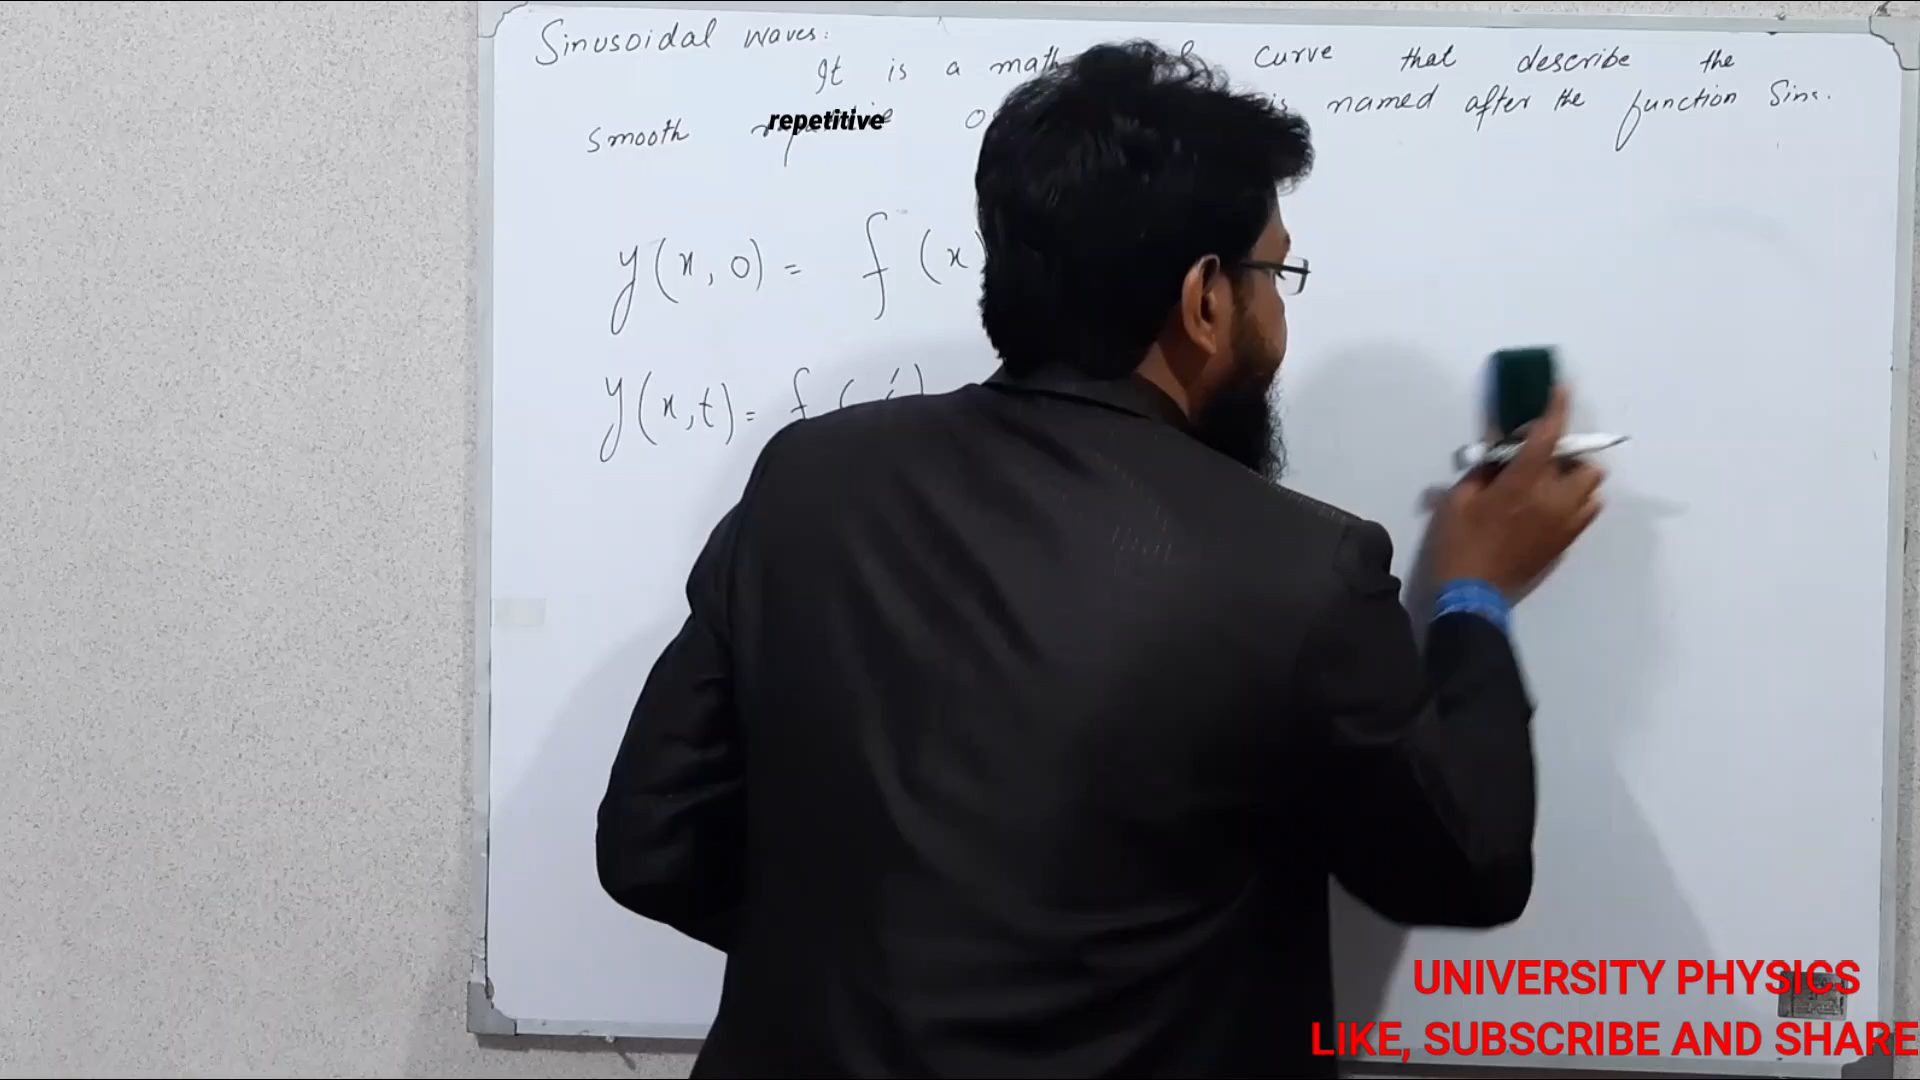 Sinusoidal waves:
It is a math curve that describe the
smooth repetitive is named after the function Sine.
y(x,0) = f(x)
y(x,t) = f(x')
UNIVERSITY PHYSICS
LIKE, SUBSCRIBE AND SHARE